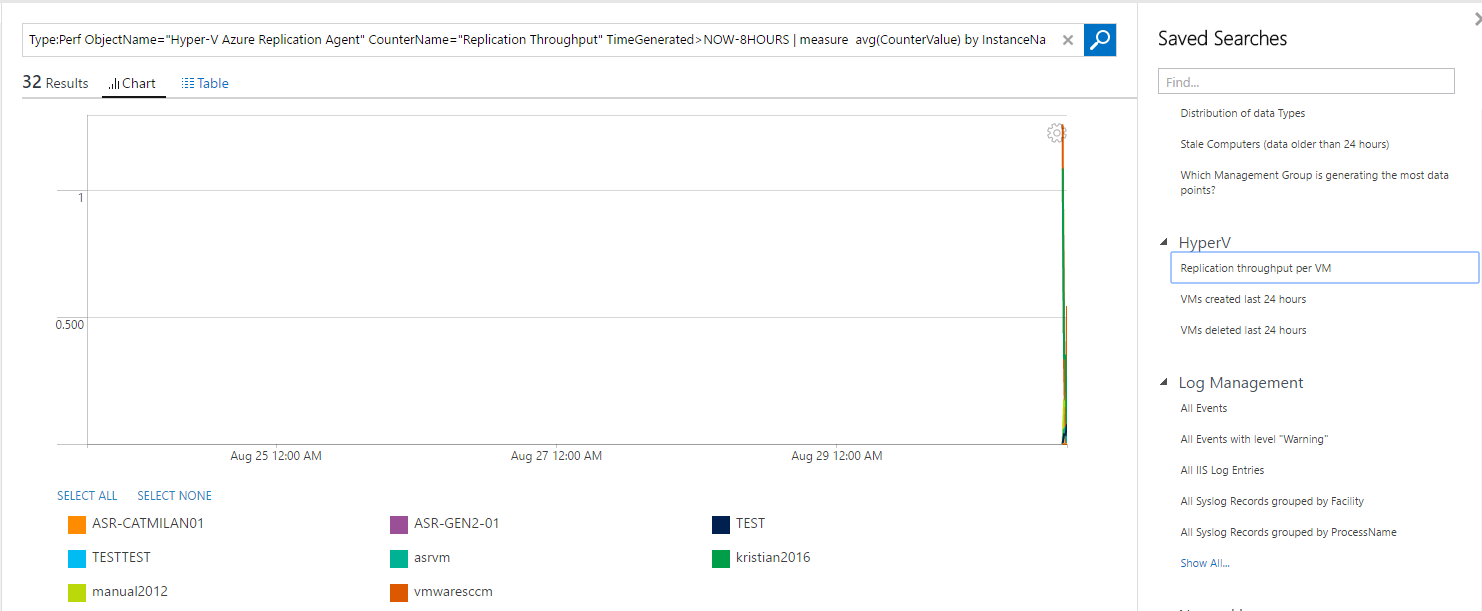 Type:Perf ObjectName="Hyper-V Azure Replication Agent" CounterName="Replication Throughput" TimeGenerated>NOW-8HOURS | measure avg(CounterValue) by InstanceNa
32 Results Chart Table
1
0.500
Aug 25 12:00 AM Aug 27 12:00 AM Aug 29 12:00 AM
SELECT ALL SELECT NONE
ASR-CATMILAN01 ASR-GEN2-01 TEST
TESTTEST asrvm kristian2016
manual2012 vmwaresccm
Saved Searches
Find...
Distribution of data Types
Stale Computers (data older than 24 hours)
Which Management Group is generating the most data
points?
HyperV
Replication throughput per VM
VMs created last 24 hours
VMs deleted last 24 hours
Log Management
All Events
All Events with level "Warning"
All IIS Log Entries
All Syslog Records grouped by Facility
All Syslog Records grouped by ProcessName
Show All...